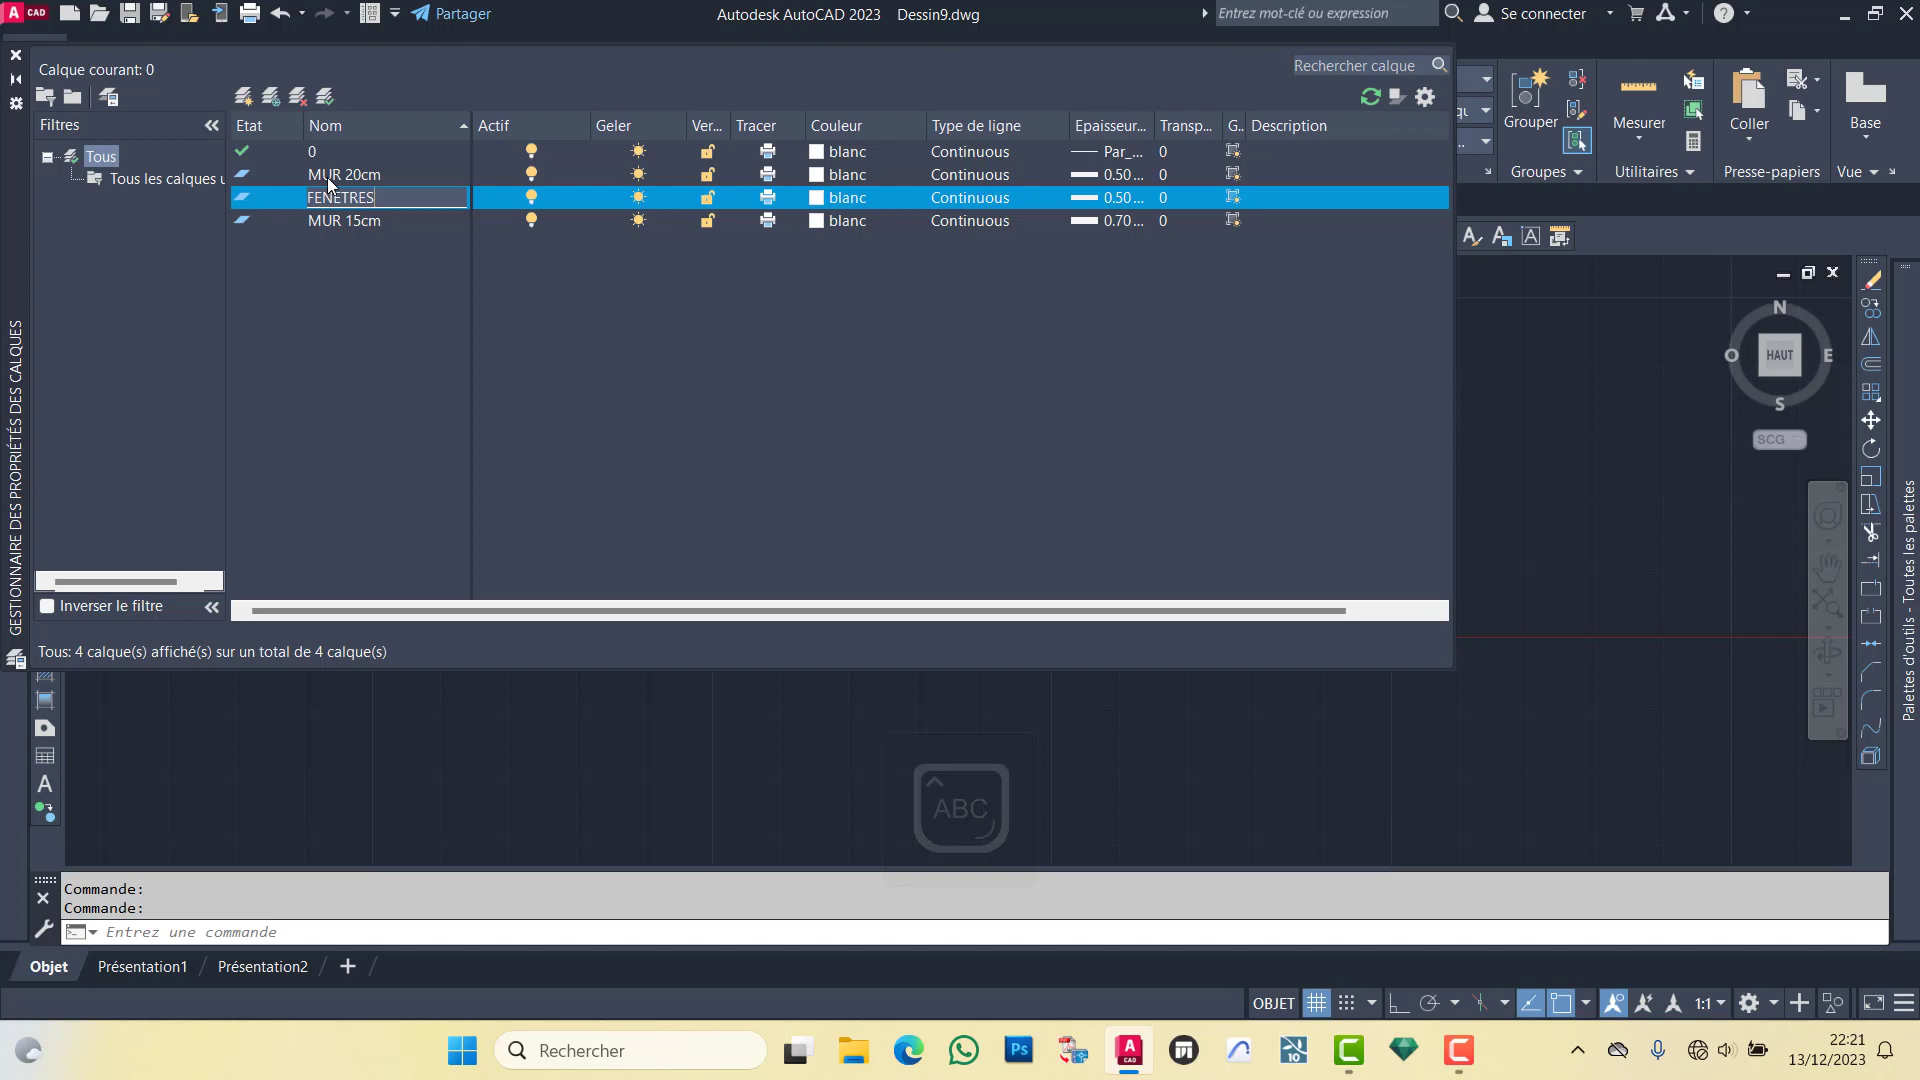 CAD
Partager
Autodesk AutoCAD 2023 Dessin9.dwg
Entrez mot-clé ou expression
Se connecter
Calque courant: 0
Rechercher calque
Filtres
Etat Nom Actif Geler Ver... Tracer Couleur Type de ligne Epaisseur... Transp... G.. Description
Tous
Tous les calques u
0 blanc Continuous Par_... 0
MUR 20cm blanc Continuous 0.50 ... 0
FENETRES blanc Continuous 0.50 ... 0
MUR 15cm blanc Continuous 0.70 ... 0
Inverser le filtre
Tous: 4 calque(s) affiché(s) sur un total de 4 calque(s)
GESTIONNAIRE DES PROPRIÉTÉS DES CALQUES
Grouper
Mesurer
Coller
Base
Groupes
Utilitaires
Presse-papiers
Vue
N
O
HAUT
E
S
SCG
Palettes d'outils - Toutes les palettes
ABC
Commande:
Commande:
Entrez une commande
Objet
Présentation1
Présentation2
OBJET
1:1
Rechercher
Ps
CAD
10
22:21
13/12/2023